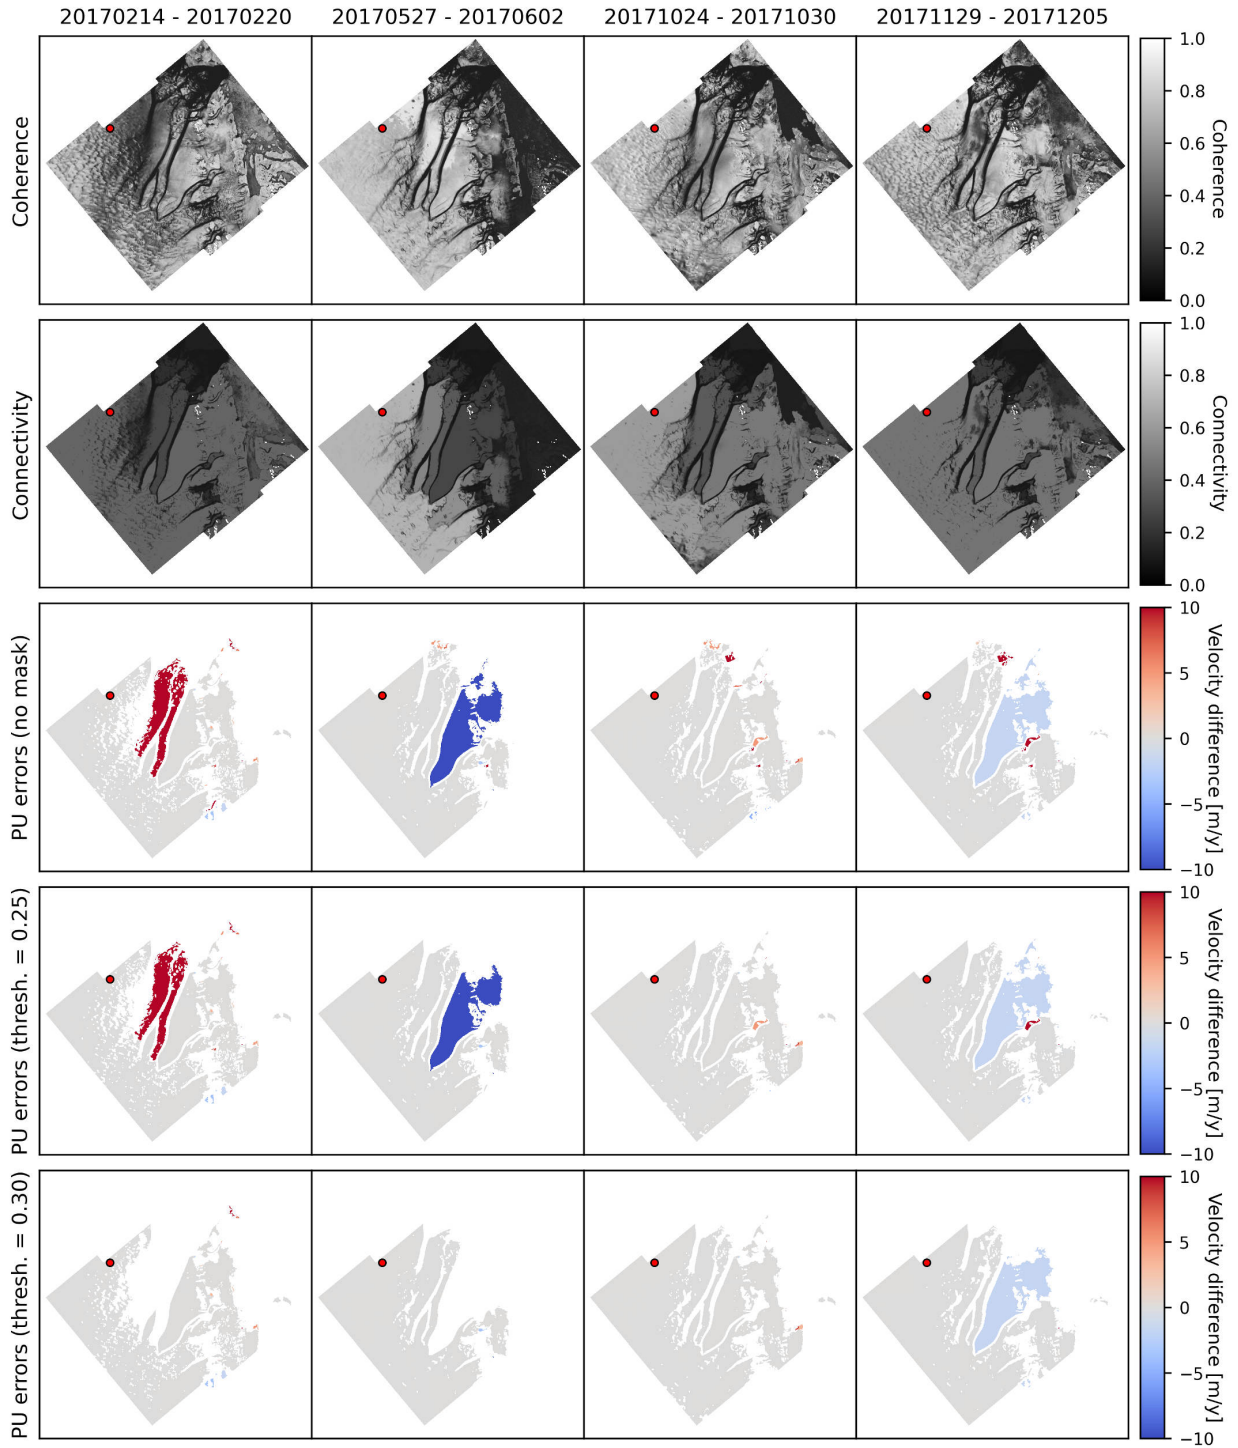 20170214 - 20170220 20170527 - 20170602 20171024 - 20171030 20171129 - 20171205
Coherence
1.0
0.8
0.6
0.4
0.2
0.0
Coherence
Connectivity
1.0
0.8
0.6
0.4
0.2
0.0
Connectivity
PU errors (no mask)
10
5
0
−5
−10
Velocity difference [m/y]
PU errors (thresh. = 0.25)
10
5
0
−5
−10
Velocity difference [m/y]
PU errors (thresh. = 0.30)
10
5
0
−5
−10
Velocity difference [m/y]